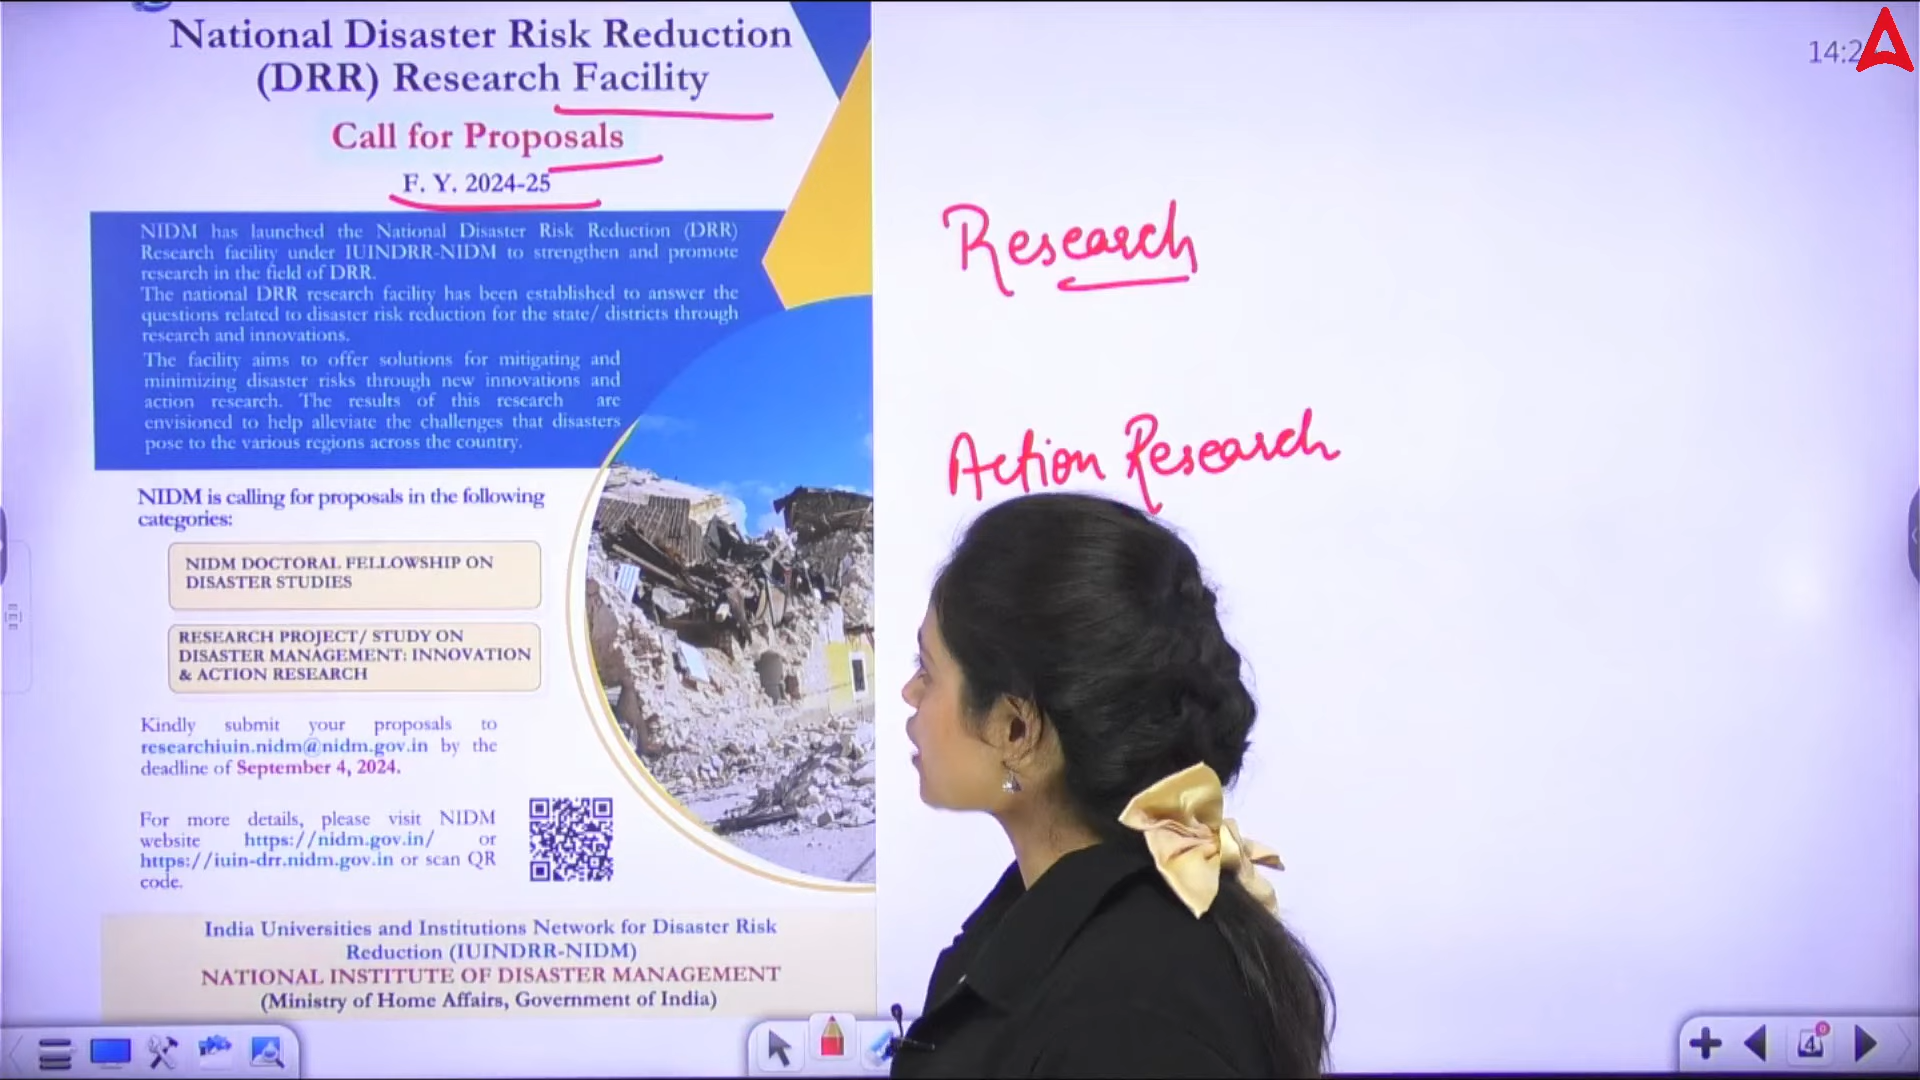 National Disaster Risk Reduction
(DRR) Research Facility
Call for Proposals
F. Y. 2024-25
NIDM has launched the National Disaster Risk Reduction (DRR)
Research facility under IUINDRR-NIDM to strengthen and promote
research in the field of DRR.
The national DRR research facility has been established to answer the
questions related to disaster risk reduction for the state/ districts through
research and innovations.
The facility aims to offer solutions for mitigating and
minimizing disaster risks through new innovations and
action research. The results of this research are
envisioned to help alleviate the challenges that disasters
pose to the various regions across the country.
NIDM is calling for proposals in the following
categories:
NIDM DOCTORAL FELLOWSHIP ON
DISASTER STUDIES
RESEARCH PROJECT/ STUDY ON
DISASTER MANAGEMENT: INNOVATION
& ACTION RESEARCH
Kindly submit your proposals to
researchiuin.nidm@nidm.gov.in by the
deadline of September 4, 2024.
For more details, please visit NIDM
website https://nidm.gov.in/ or
https://iuin-drr.nidm.gov.in or scan QR
code.
India Universities and Institutions Network for Disaster Risk
Reduction (IUINDRR-NIDM)
NATIONAL INSTITUTE OF DISASTER MANAGEMENT
(Ministry of Home Affairs, Government of India)
Research
Action Research
4
0